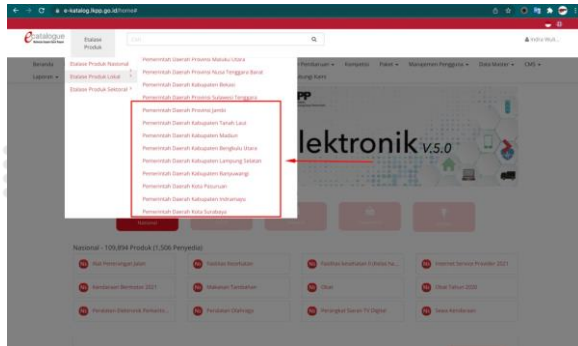 e-katalog.lkpp.go.id/home#
catalogue
Etalase
Produk
Beranda
Laporan
Etalase Produk Nasional
Etalase Produk Lokal
Etalase Produk Sektoral
Pemerintah Daerah Provinsi Maluku Utara
Pemerintah Daerah Provinsi Nusa Tenggara Barat
Pemerintah Daerah Kabupaten Bekasi
Pemerintah Daerah Provinsi Sulawesi Tenggara
Pemerintah Daerah Provinsi Jambi
Pemerintah Daerah Kabupaten Tanah Laut
Pemerintah Daerah Kabupaten Madiun
Pemerintah Daerah Kabupaten Bengkulu Utara
Pemerintah Daerah Kabupaten Lampung Selatan
Pemerintah Daerah Kabupaten Banyuwangi
Pemerintah Daerah Kota Pasuruan
Pemerintah Daerah Kabupaten Indramayu
Pemerintah Daerah Kota Surabaya
Pembaruan
Kompetisi
Paket
Manajemen Pengguna
Data Master
CMS
PP
lektronik v.5.0
Nasional
Nasional - 109,894 Produk (1,506 Penyedia)
Alat Penerangan Jalan
Fasilitas Kesehatan
Internet Service Provider 2021
Kendaraan Bermotor 2021
Makanan Tambahan
Obat
Obat Tahun 2020
Peralatan Olahraga
Perangkat Siaran TV Digital
Sewa Kendaraan